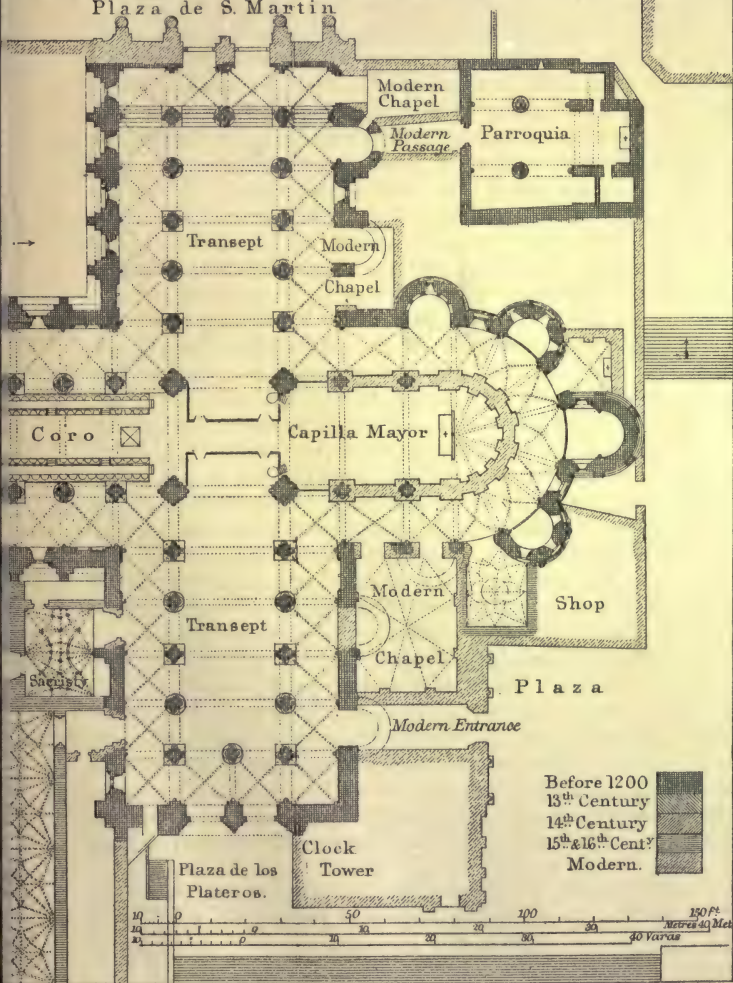 Plaza de S. Martin
Modern
Chapel
Modern
Passage
Parroquia
Transept
Modern
Chapel
Coro
Capilla Mayor
Modern
Chapel
Shop
Transept
Sacristy
Plaza
Modern Entrance
Before 1200
13th. Century
14th. Century
15th. & 16th. Centy
Modern.
Clock
Tower
Plaza de los
Plateros.
10 0 50 100 150 ft.
10 0 10 20 30 Metres 40 Met
10 0 10 20 30 40 Varas